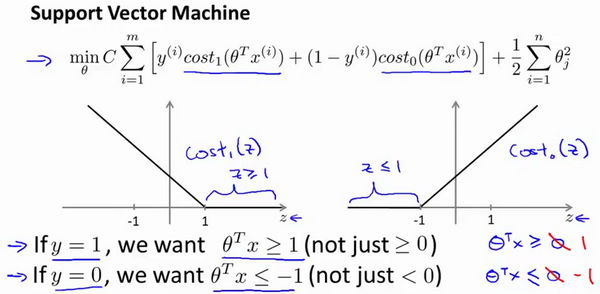 Support Vector Machine
→ min_θ C ∑_{i=1}^{m} [y^{(i)} cost_1(θ^T x^{(i)}) + (1 − y^{(i)}) cost_0(θ^T x^{(i)})] + \frac{1}{2} ∑_{j=1}^{n} θ_j^2
cost_1(z)
z ≥ 1
-1 1 z ←
z ≤ 1
cost_0(z)
-1 1 z ←
→ If y = 1, we want θ^T x ≥ 1 (not just ≥ 0) θ^T x ≥ 0 1
→ If y = 0, we want θ^T x ≤ −1 (not just < 0) θ^T x ≤ 0 -1